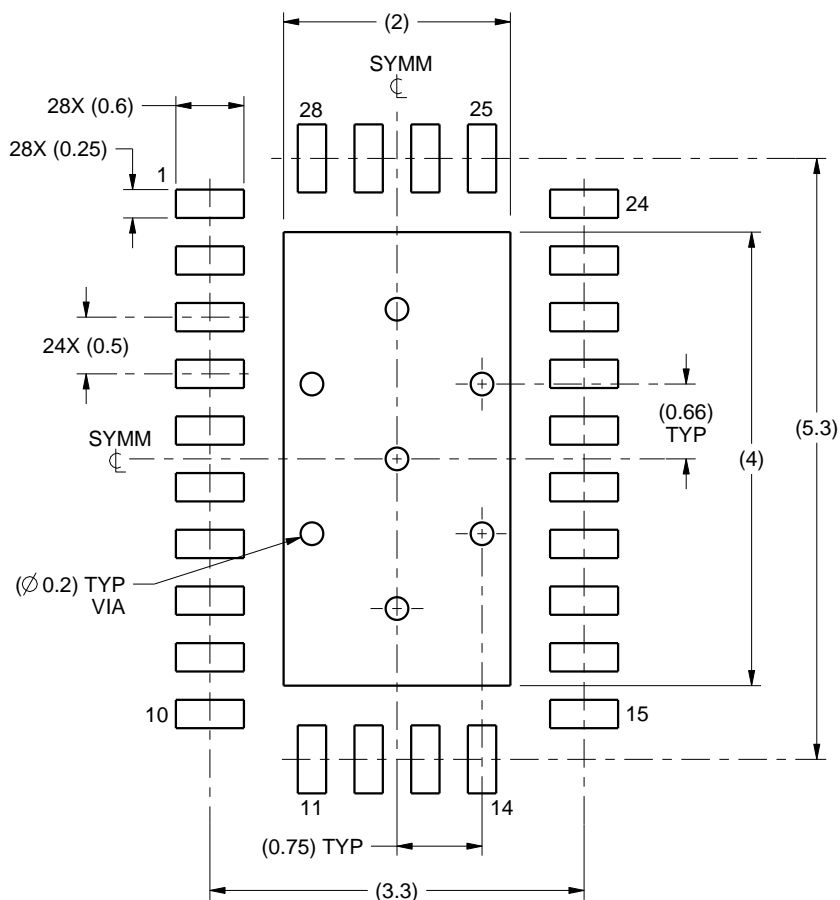 (2)
SYMM
℄
28X (0.6)
28
25
28X (0.25)
1
24
24X (0.5)
(0.66)
TYP
(5.3)
SYMM
℄
(4)
(∅ 0.2) TYP
VIA
10
15
11
14
(0.75) TYP
(3.3)